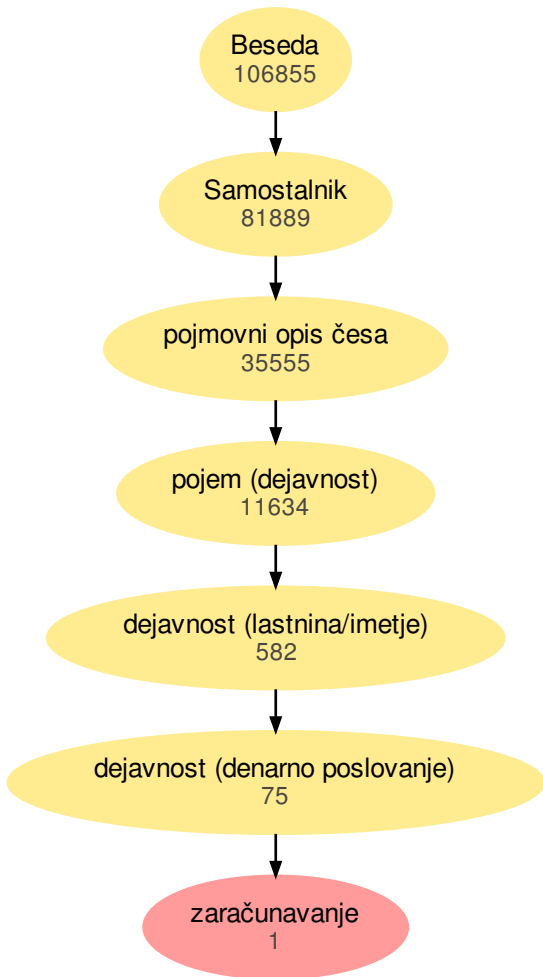 Beseda
106855
Samostalnik
81889
pojmovni opis česa
35555
pojem (dejavnost)
11634
dejavnost (lastnina/imetje)
582
dejavnost (denarno poslovanje)
75
zaračunavanje
1